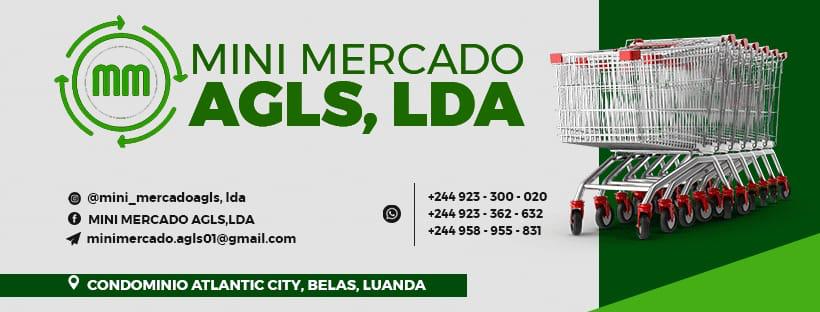 mm
MINI MERCADO
AGLS, LDA
@mini_mercadoagls, lda
MINI MERCADO AGLS,LDA
minimercado.agls01@gmail.com
+244 923 - 300 - 020
+244 923 - 362 - 632
+244 958 - 955 - 831
CONDOMINIO ATLANTIC CITY, BELAS, LUANDA